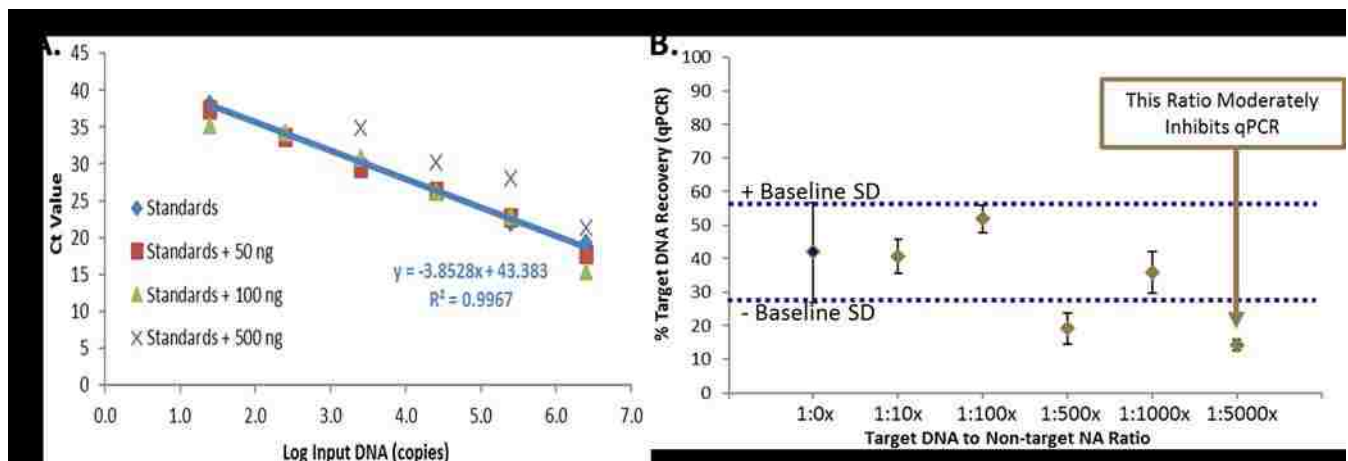 A.
45
40
35
30
25
20
15
10
5
0
Ct Value
Standards
Standards + 50 ng
Standards + 100 ng
Standards + 500 ng
y = -3.8528x + 43.383
R² = 0.9967
0.0 1.0 2.0 3.0 4.0 5.0 6.0 7.0
Log Input DNA (copies)
B.
100
90
80
70
60
50
40
30
20
10
0
% Target DNA Recovery (qPCR)
This Ratio Moderately
Inhibits qPCR
+ Baseline SD
- Baseline SD
1:0x 1:10x 1:100x 1:500x 1:1000x 1:5000x
Target DNA to Non-target NA Ratio